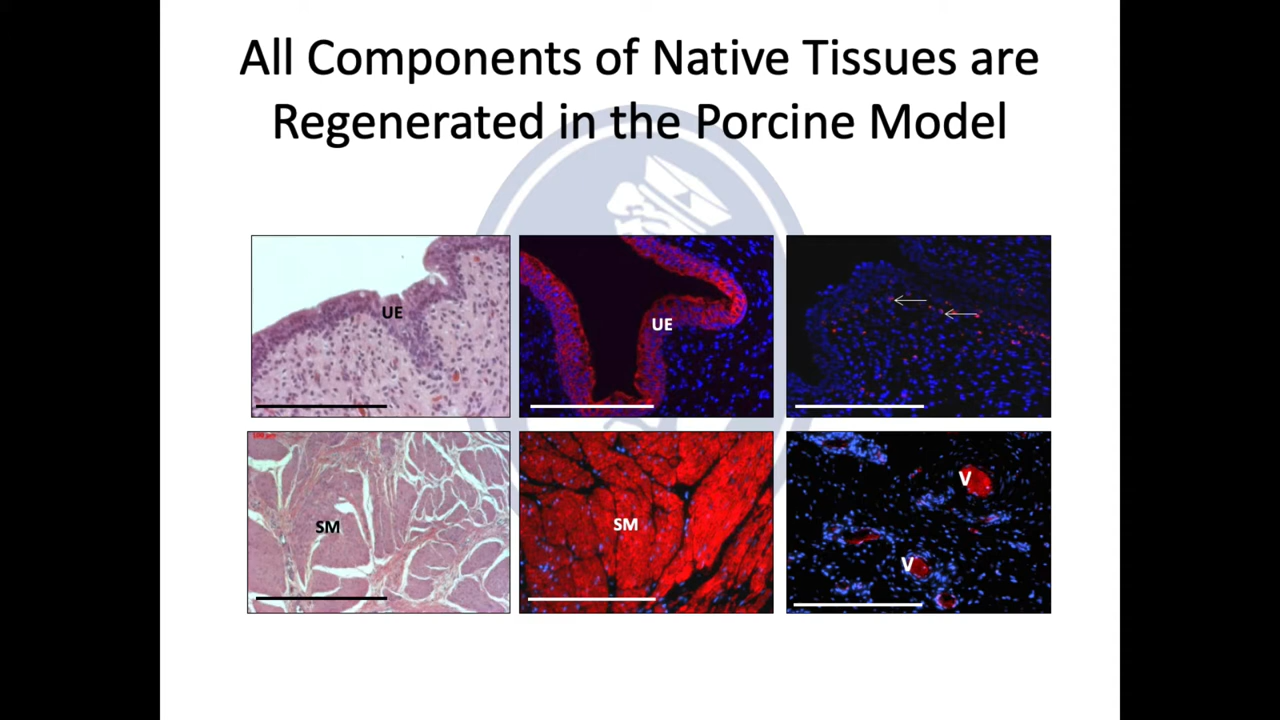 All Components of Native Tissues are
Regenerated in the Porcine Model
UE
UE
SM
SM
V
V